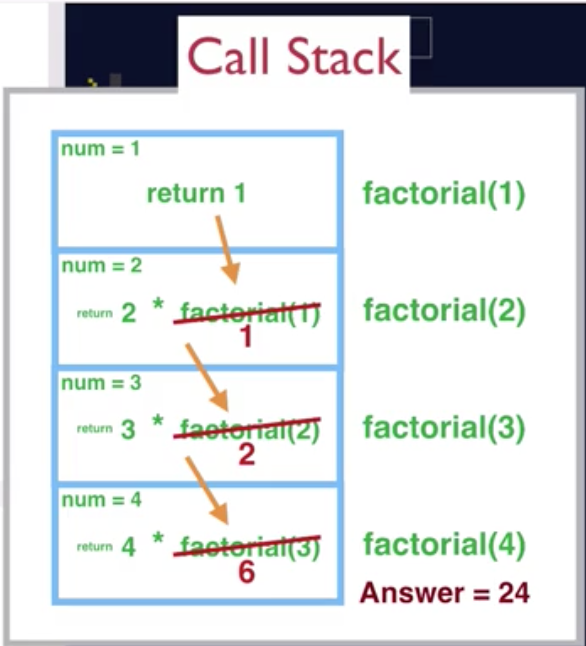 Call Stack
num = 1
return 1
factorial(1)
num = 2
return 2 * factorial(1)
1
factorial(2)
num = 3
return 3 * factorial(2)
2
factorial(3)
num = 4
return 4 * factorial(3)
6
factorial(4)
Answer = 24